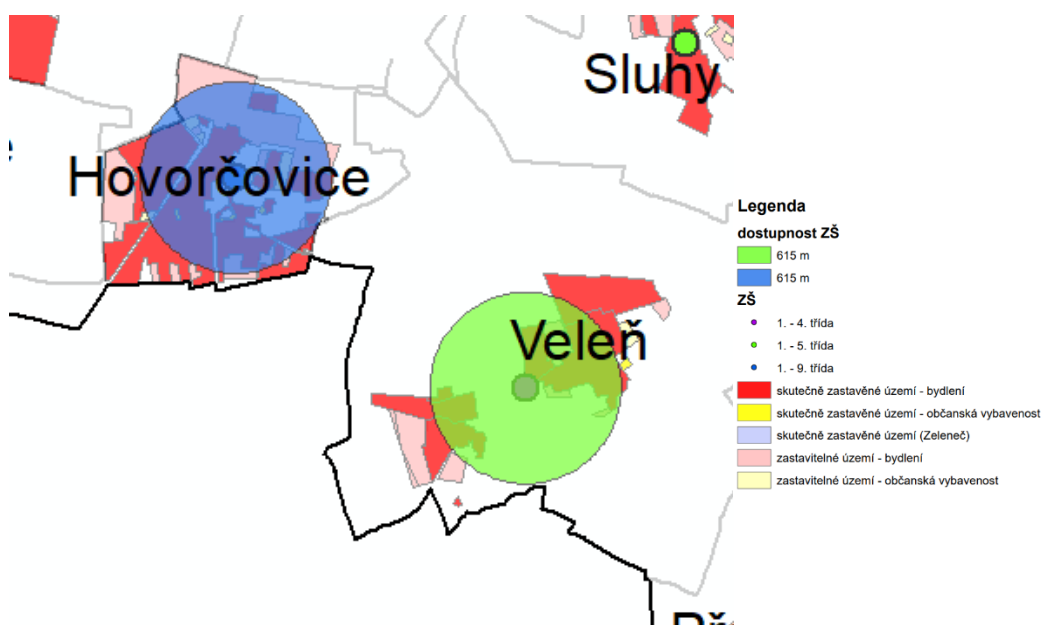 Sluhy
Hovorčovice
Veleň
Legenda
dostupnost ZŠ
615 m
615 m
ZŠ
1. - 4. třída
1. - 5. třída
1. - 9. třída
skutečně zastavěné území - bydlení
skutečně zastavěné území - občanská vybavenost
skutečně zastavěné území (Zeleneč)
zastavitelné území - bydlení
zastavitelné území - občanská vybavenost